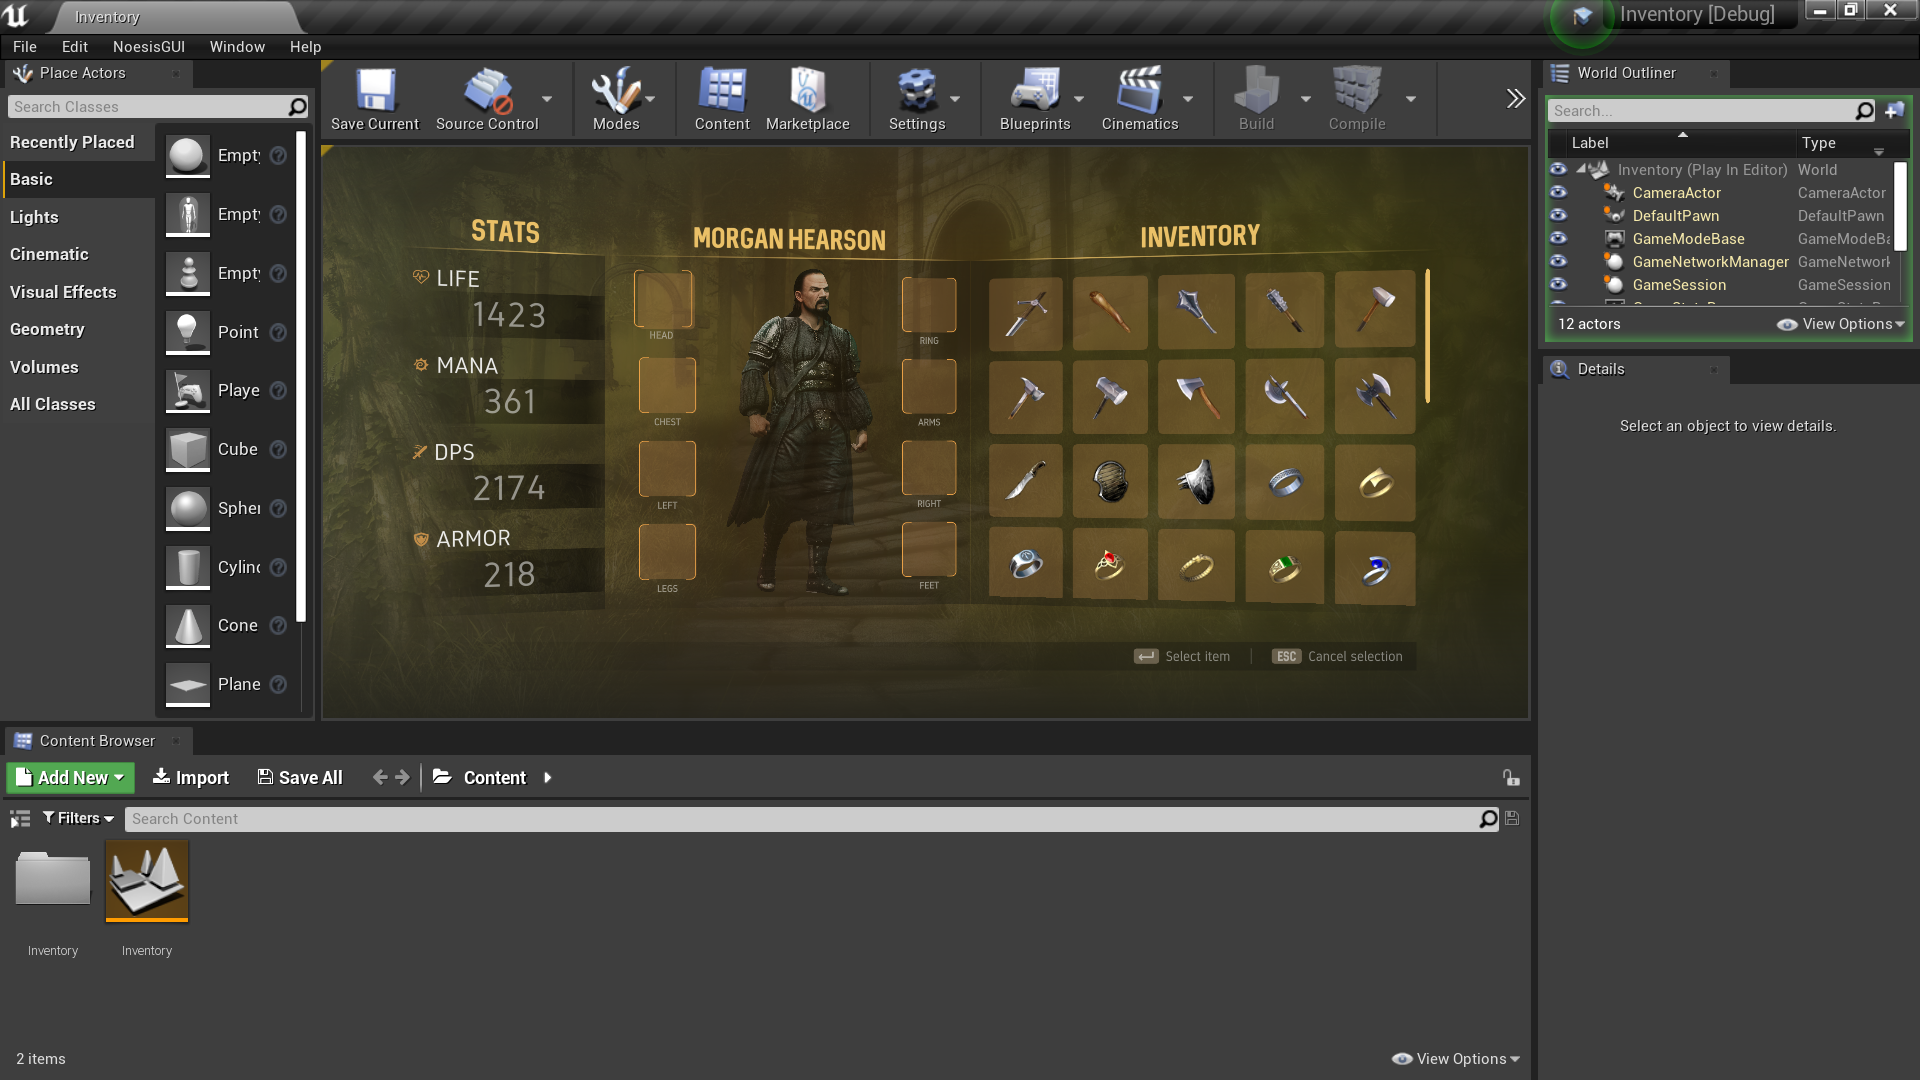 Inventory
Inventory [Debug]
File Edit NoesisGUI Window Help
Place Actors
Search Classes
Recently Placed
Basic
Lights
Cinematic
Visual Effects
Geometry
Volumes
All Classes
Empty
Empty
Empty
Point
Playe
Cube
Spher
Cylinc
Cone
Plane
Save Current
Source Control
Modes
Content
Marketplace
Settings
Blueprints
Cinematics
Build
Compile
STATS
LIFE
1423
MANA
361
DPS
2174
ARMOR
218
MORGAN HEARSON
HEAD
CHEST
LEFT
LEGS
RING
ARMS
RIGHT
FEET
INVENTORY
Select item
ESC Cancel selection
World Outliner
Search...
Label Type
Inventory (Play In Editor) World
CameraActor CameraActor
DefaultPawn DefaultPawn
GameModeBase GameModeBa
GameNetworkManager GameNetwork
GameSession GameSession
12 actors
View Options
Details
Select an object to view details.
Content Browser
Add New Import Save All Content
Filters Search Content
Inventory
Inventory
2 items
View Options